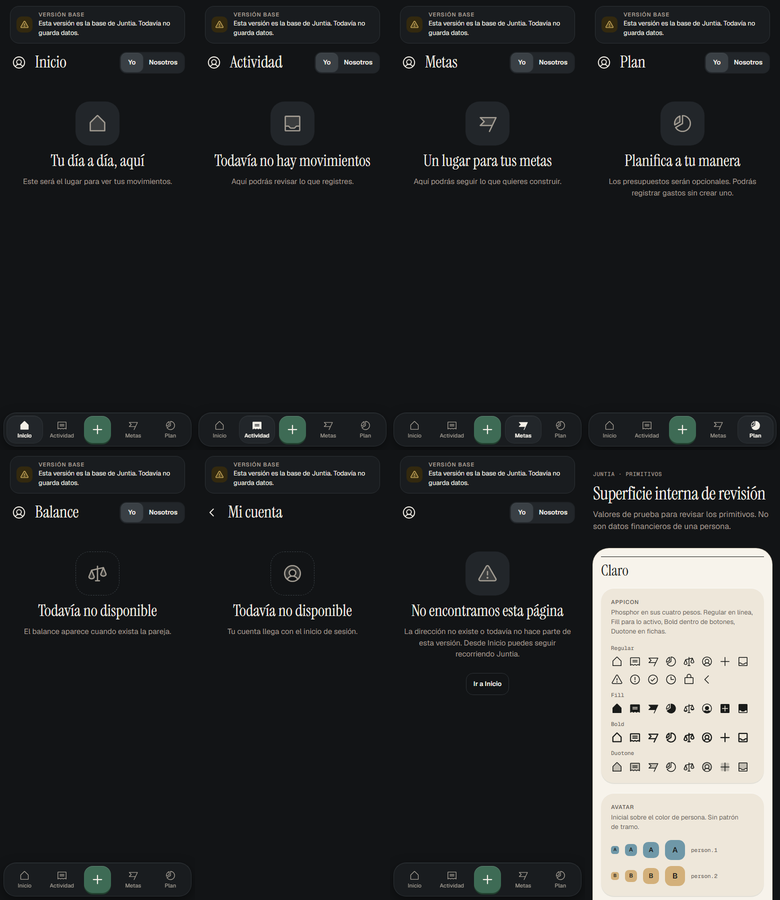 VERSIÓN BASE
Esta versión es la base de Juntia. Todavía no
guarda datos.
Inicio
Yo Nosotros
Tu día a día, aquí
Este será el lugar para ver tus movimientos.
Inicio Actividad Metas Plan
VERSIÓN BASE
Esta versión es la base de Juntia. Todavía no
guarda datos.
Actividad
Yo Nosotros
Todavía no hay movimientos
Aquí podrás revisar lo que registres.
Inicio Actividad Metas Plan
VERSIÓN BASE
Esta versión es la base de Juntia. Todavía no
guarda datos.
Metas
Yo Nosotros
Un lugar para tus metas
Aquí podrás seguir lo que quieres construir.
Inicio Actividad Metas Plan
VERSIÓN BASE
Esta versión es la base de Juntia. Todavía no
guarda datos.
Plan
Yo Nosotros
Planifica a tu manera
Los presupuestos serán opcionales. Podrás
registrar gastos sin crear uno.
Inicio Actividad Metas Plan
VERSIÓN BASE
Esta versión es la base de Juntia. Todavía no
guarda datos.
Balance
Yo Nosotros
Todavía no disponible
El balance aparece cuando exista la pareja.
Inicio Actividad Metas Plan
VERSIÓN BASE
Esta versión es la base de Juntia. Todavía no
guarda datos.
Mi cuenta
Todavía no disponible
Tu cuenta llega con el inicio de sesión.
VERSIÓN BASE
Esta versión es la base de Juntia. Todavía no
guarda datos.
Yo Nosotros
No encontramos esta página
La dirección no existe o todavía no hace parte de
esta versión. Desde Inicio puedes seguir
recorriendo Juntia.
Ir a Inicio
Inicio Actividad Metas Plan
JUNTIA · PRIMITIVOS
Superficie interna de revisión
Valores de prueba para revisar los primitivos. No
son datos financieros de una persona.
Claro
APPICON
Phosphor en sus cuatro pesos. Regular en línea,
Fill para lo activo, Bold dentro de botones,
Duotone en fichas.
Regular
Fill
Bold
Duotone
AVATAR
Inicial sobre el color de persona. Sin patrón
de tramo.
A A A A person.1
B B B B person.2